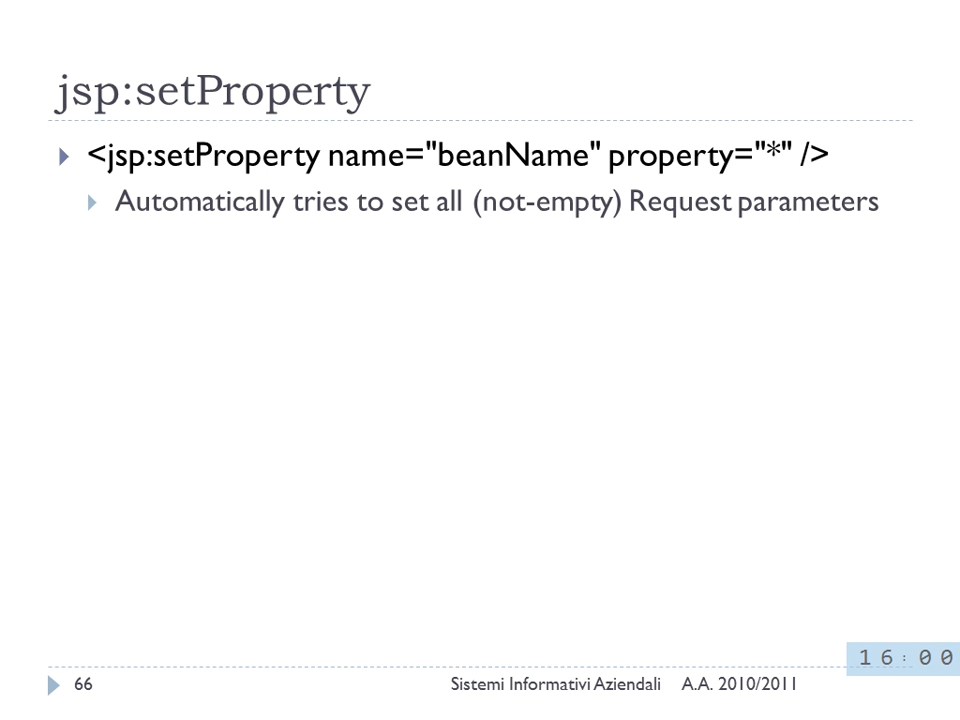 jsp:setProperty
<jsp:setProperty name="beanName" property="*" />
Automatically tries to set all (not-empty) Request parameters
16:00
66
Sistemi Informativi Aziendali A.A. 2010/2011